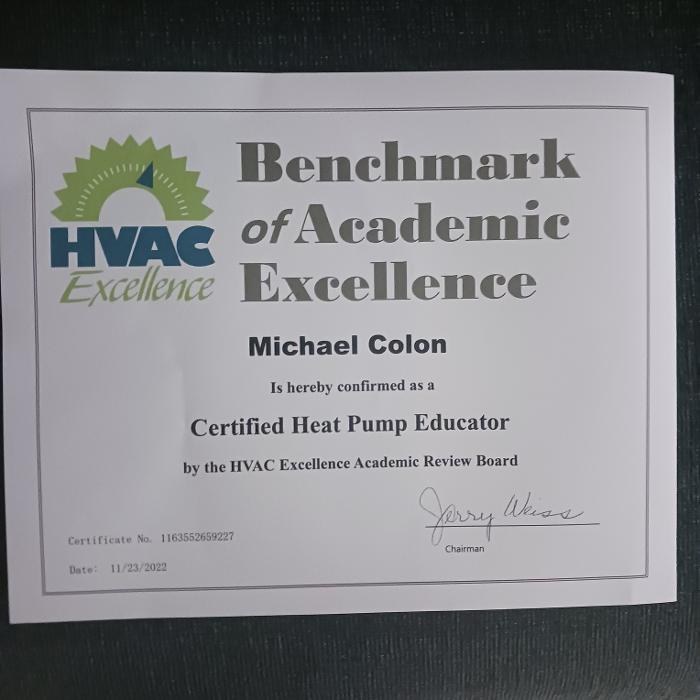 HVAC
Excellence
Benchmark
of Academic
Excellence
Michael Colon
Is hereby confirmed as a
Certified Heat Pump Educator
by the HVAC Excellence Academic Review Board
Jerry Weiss
Chairman
Certificate No. 1163552659227
Date: 11/23/2022